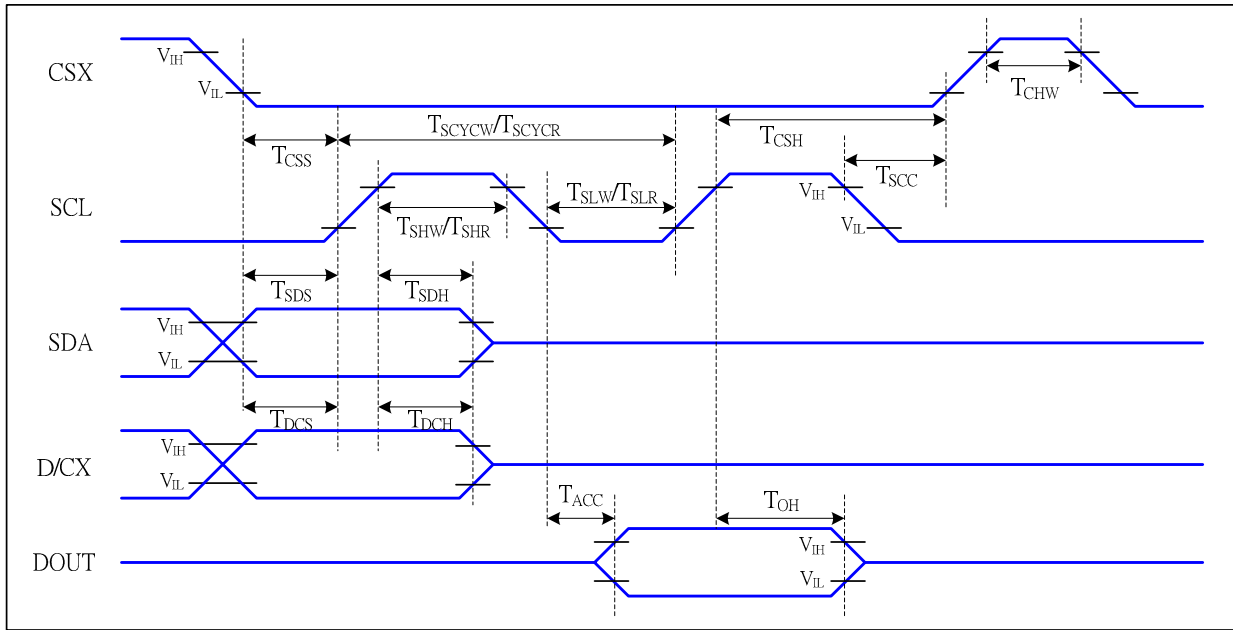 CSX
VIH
VIL
TCHW
TCSS
TSCYCW/TSCYCR
TCSH
TSCC
SCL
TSHW/TSHR
TSLW/TSLR
VIH
VIL
TSDS
TSDH
SDA
VIH
VIL
TDCS
TDCH
D/CX
VIH
VIL
TACC
TOH
DOUT
VIH
VIL